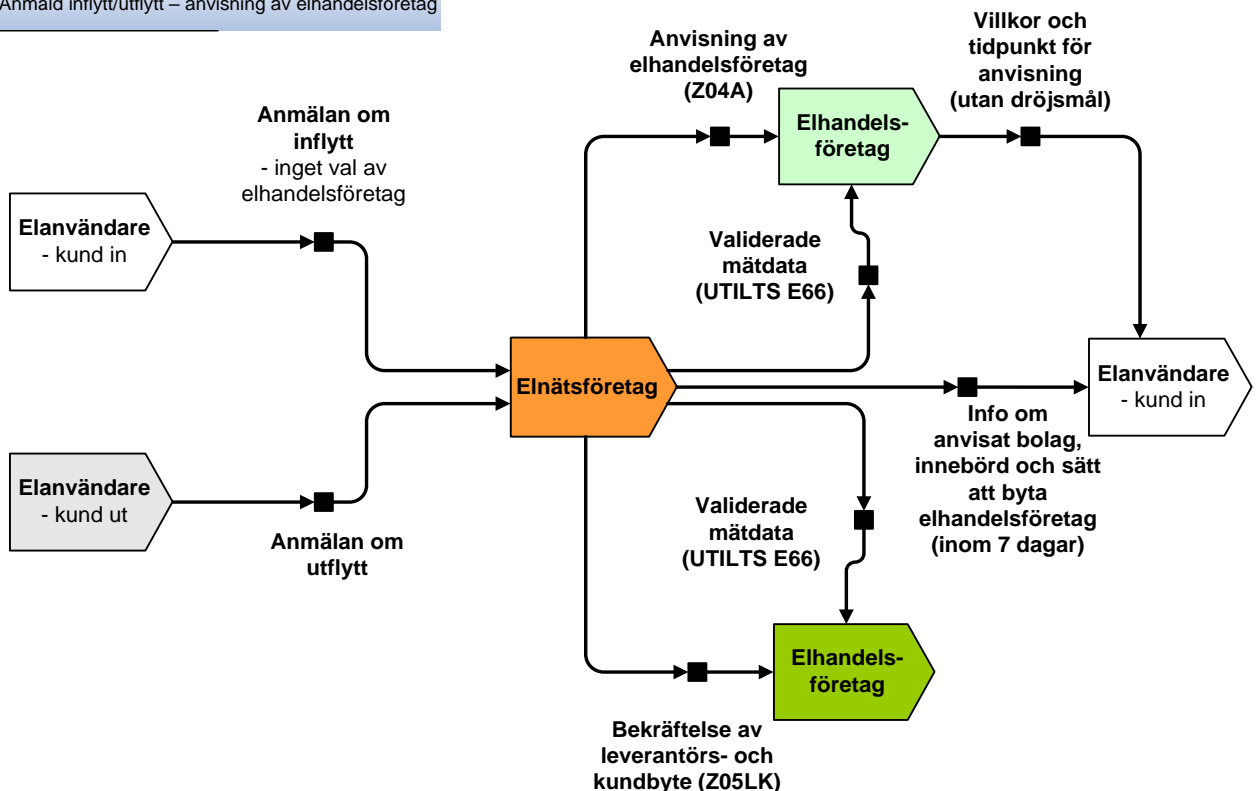 Anmäld inflytt/utflytt – anvisning av elhandelsföretag
Anmälan om
inflytt
- inget val av
elhandelsföretag
Anvisning av
elhandelsföretag
(Z04A)
Villkor och
tidpunkt för
anvisning
(utan dröjsmål)
Elhandels-
företag
Elanvändare
- kund in
Validerade
mätdata
(UTILTS E66)
Elnätsföretag
Elanvändare
- kund in
Info om
anvisat bolag,
innebörd och sätt
att byta
elhandelsföretag
(inom 7 dagar)
Elanvändare
- kund ut
Anmälan om
utflytt
Validerade
mätdata
(UTILTS E66)
Elhandels-
företag
Bekräftelse av
leverantörs- och
kundbyte (Z05LK)